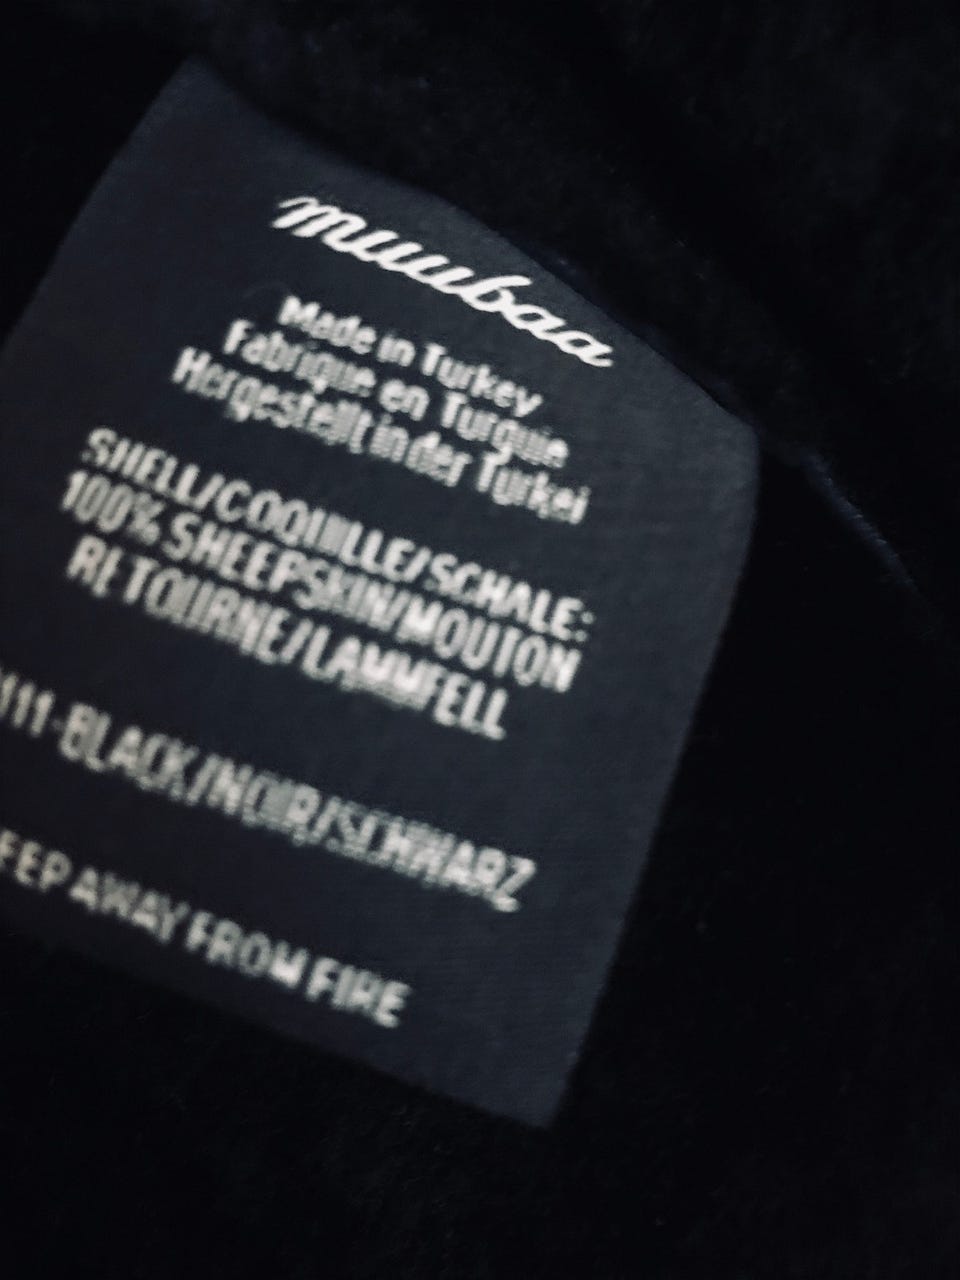 muubaa
Made in Turkey
Fabrique en Turquie
Hergestellt in der Turkei
SHELL/COQUILLE/SCHALE:
100% SHEEPSKIN/MOUTON
RETOURNE/LAMMFELL
111-BLACK/NOIR/SCHWARZ
EEP AWAY FROM FIRE